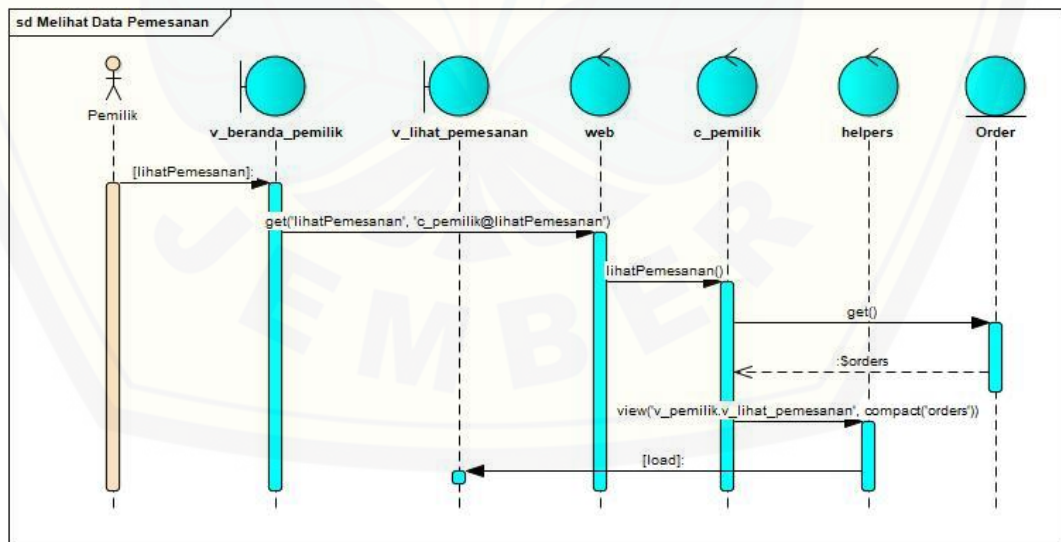 sd Melihat Data Pemesanan
Pemilik
v_beranda_pemilik
v_lihat_pemesanan
web
c_pemilik
helpers
Order
[lihatPemesanan]:
get('lihatPemesanan', 'c_pemilik@lihatPemesanan')
lihatPemesanan()
get()
:$orders
view('v_pemilik.v_lihat_pemesanan', compact('orders'))
[load]:
JEMBER